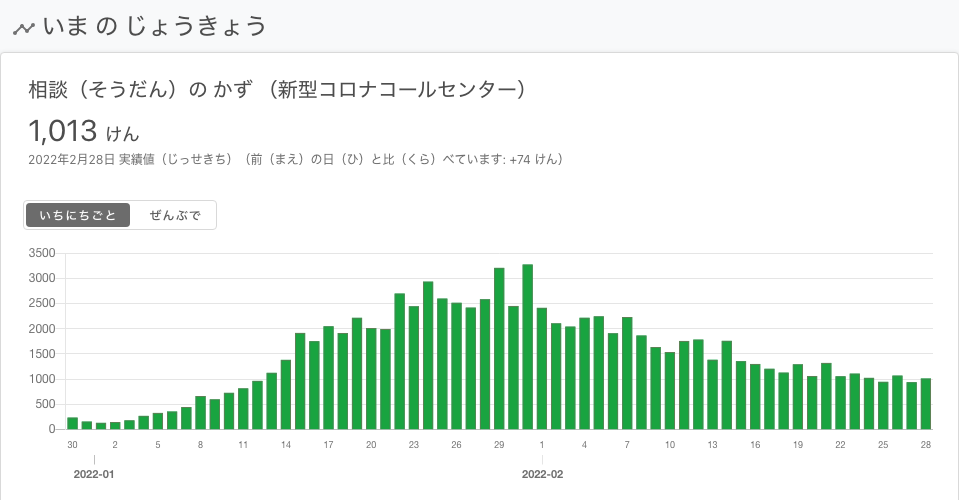 いま の じょうきょう
相談（そうだん）の かず （新型コロナコールセンター）
1,013 けん
2022年2月28日 実績値（じっせきち）（前（まえ）の日（ひ）と比（くら）べています: +74 けん）
いちにちごと ぜんぶで
3500
3000
2500
2000
1500
1000
500
0
30 2 5 8 11 14 17 20 23 26 29 1 4 7 10 13 16 19 22 25 28
2022-01 2022-02